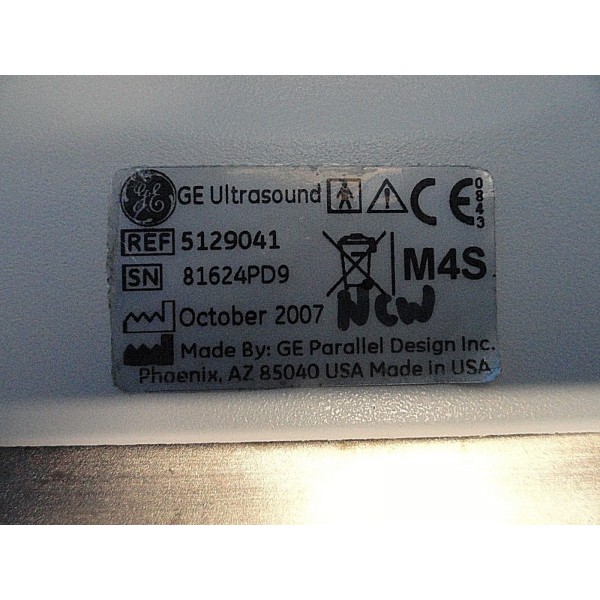 GE
GE Ultrasound
CE 0843
REF 5129041
SN 81624PD9
M4S
October 2007
NCW
Made By: GE Parallel Design Inc.
Phoenix, AZ 85040 USA Made in USA